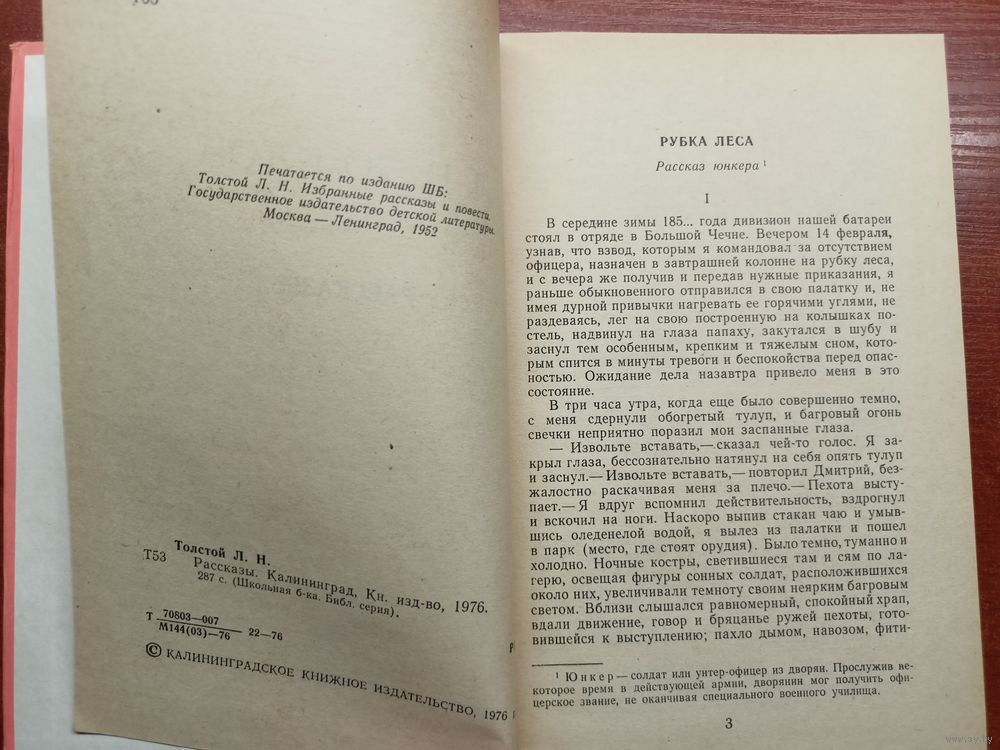 Т53
Печатается по изданию ШБ:
Толстой Л. Н. Избранные рассказы и повести.
Государственное издательство детской литературы.
Москва — Ленинград, 1952
Толстой Л. Н.
Т53 Рассказы. Калининград, Кн. изд-во, 1976.
287 с. (Школьная б-ка. Библ. серия).
Т 70803—007
М144(03)—76 22—76
© КАЛИНИНГРАДСКОЕ КНИЖНОЕ ИЗДАТЕЛЬСТВО, 1976
РУБКА ЛЕСА
Рассказ юнкера ¹
I
В середине зимы 185... года дивизион нашей батареи
стоял в отряде в Большой Чечне. Вечером 14 февраля,
узнав, что взвод, которым я командовал за отсутствием
офицера, назначен в завтрашней колонне на рубку леса,
и с вечера же получив и передав нужные приказания, я
раньше обыкновенного отправился в свою палатку и, не
имея дурной привычки нагревать ее горячими углями, не
раздеваясь, лег на свою построенную на колышках по-
стель, надвинул на глаза папаху, закутался в шубу и
заснул тем особенным, крепким и тяжелым сном, кото-
рым спится в минуты тревоги и беспокойства перед опас-
ностью. Ожидание дела назавтра привело меня в это
состояние.
В три часа утра, когда еще было совершенно темно,
с меня сдернули обогретый тулуп, и багровый огонь
свечки неприятно поразил мои заспанные глаза.
— Извольте вставать,— сказал чей-то голос. Я за-
крыл глаза, бессознательно натянул на себя опять тулуп
и заснул.— Извольте вставать,— повторил Дмитрий, без-
жалостно раскачивая меня за плечо.— Пехота высту-
пает.— Я вдруг вспомнил действительность, вздрогнул
и вскочил на ноги. Наскоро выпив стакан чаю и умыв-
шись оледенелой водой, я вылез из палатки и пошел
в парк (место, где стоят орудия). Было темно, туманно и
холодно. Ночные костры, светившиеся там и сям по ла-
герю, освещая фигуры сонных солдат, расположившихся
около них, увеличивали темноту своим неярким багровым
светом. Вблизи слышался равномерный, спокойный храп,
вдали движение, говор и бряцанье ружей пехоты, гото-
вившейся к выступлению; пахло дымом, навозом, фити-
¹ Юнкер — солдат или унтер-офицер из дворян. Прослужив не-
которое время в действующей армии, дворянин мог получить офи-
церское звание, не оканчивая специального военного училища.
3
www.ay.by